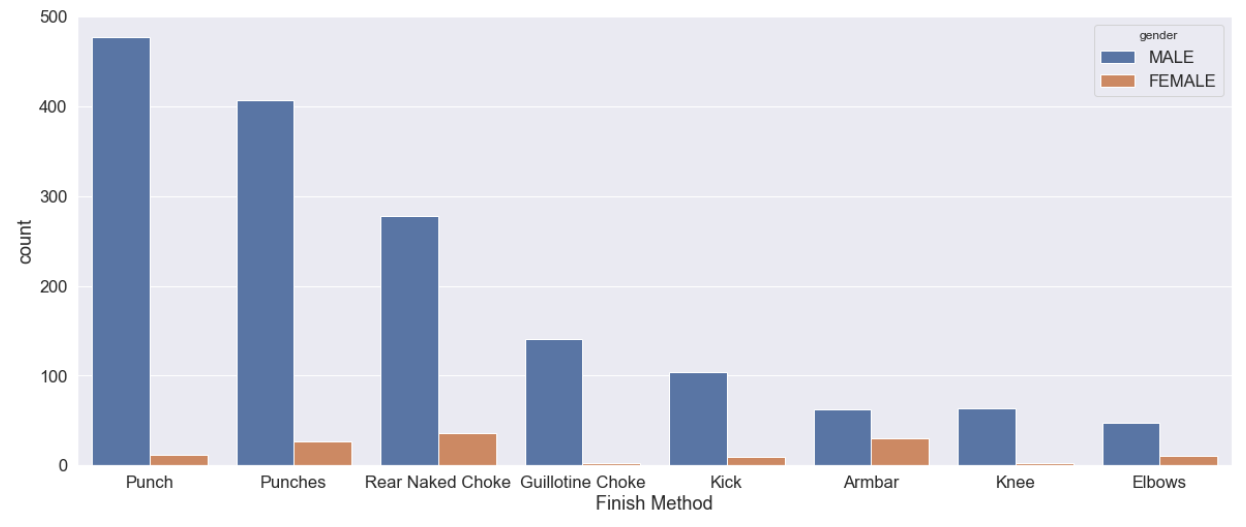 500
400
300
200
100
0
count
gender
MALE
FEMALE
Punch Punches Rear Naked Choke Guillotine Choke Kick Armbar Knee Elbows
Finish Method